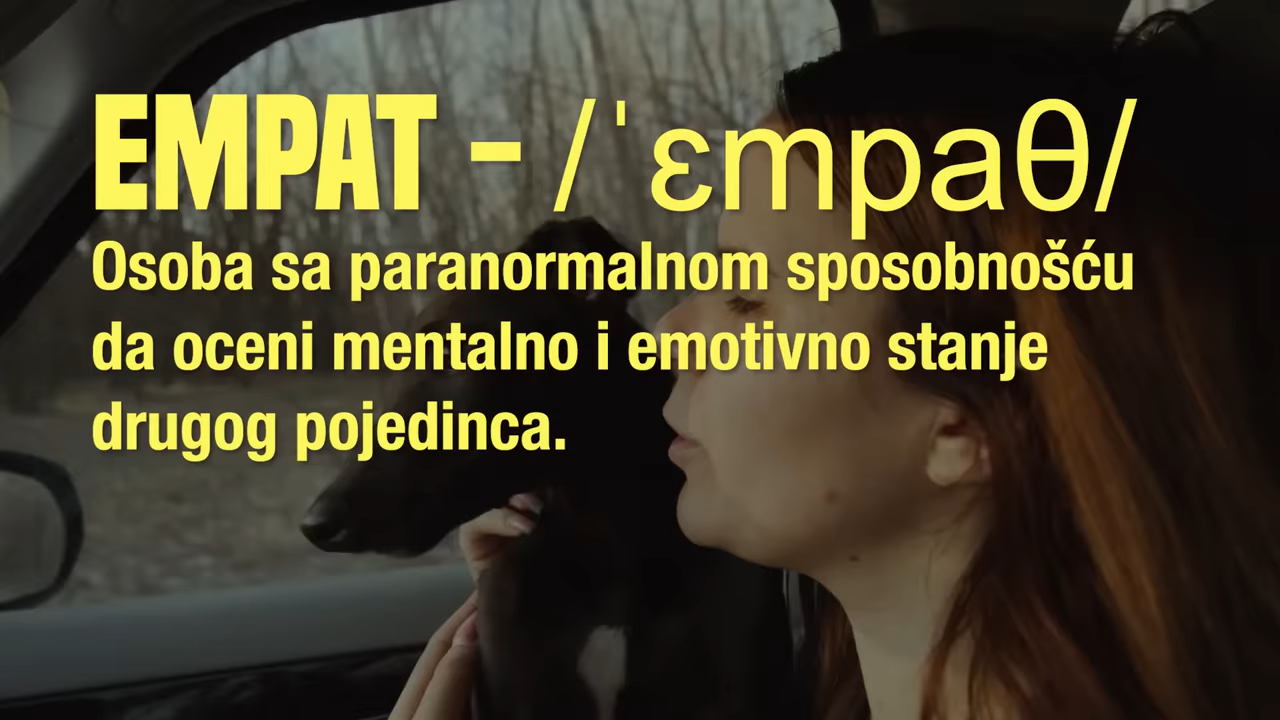 EMPAT – /ˈɛmpaθ/
Osoba sa paranormalnom sposobnošću
da oceni mentalno i emotivno stanje
drugog pojedinca.